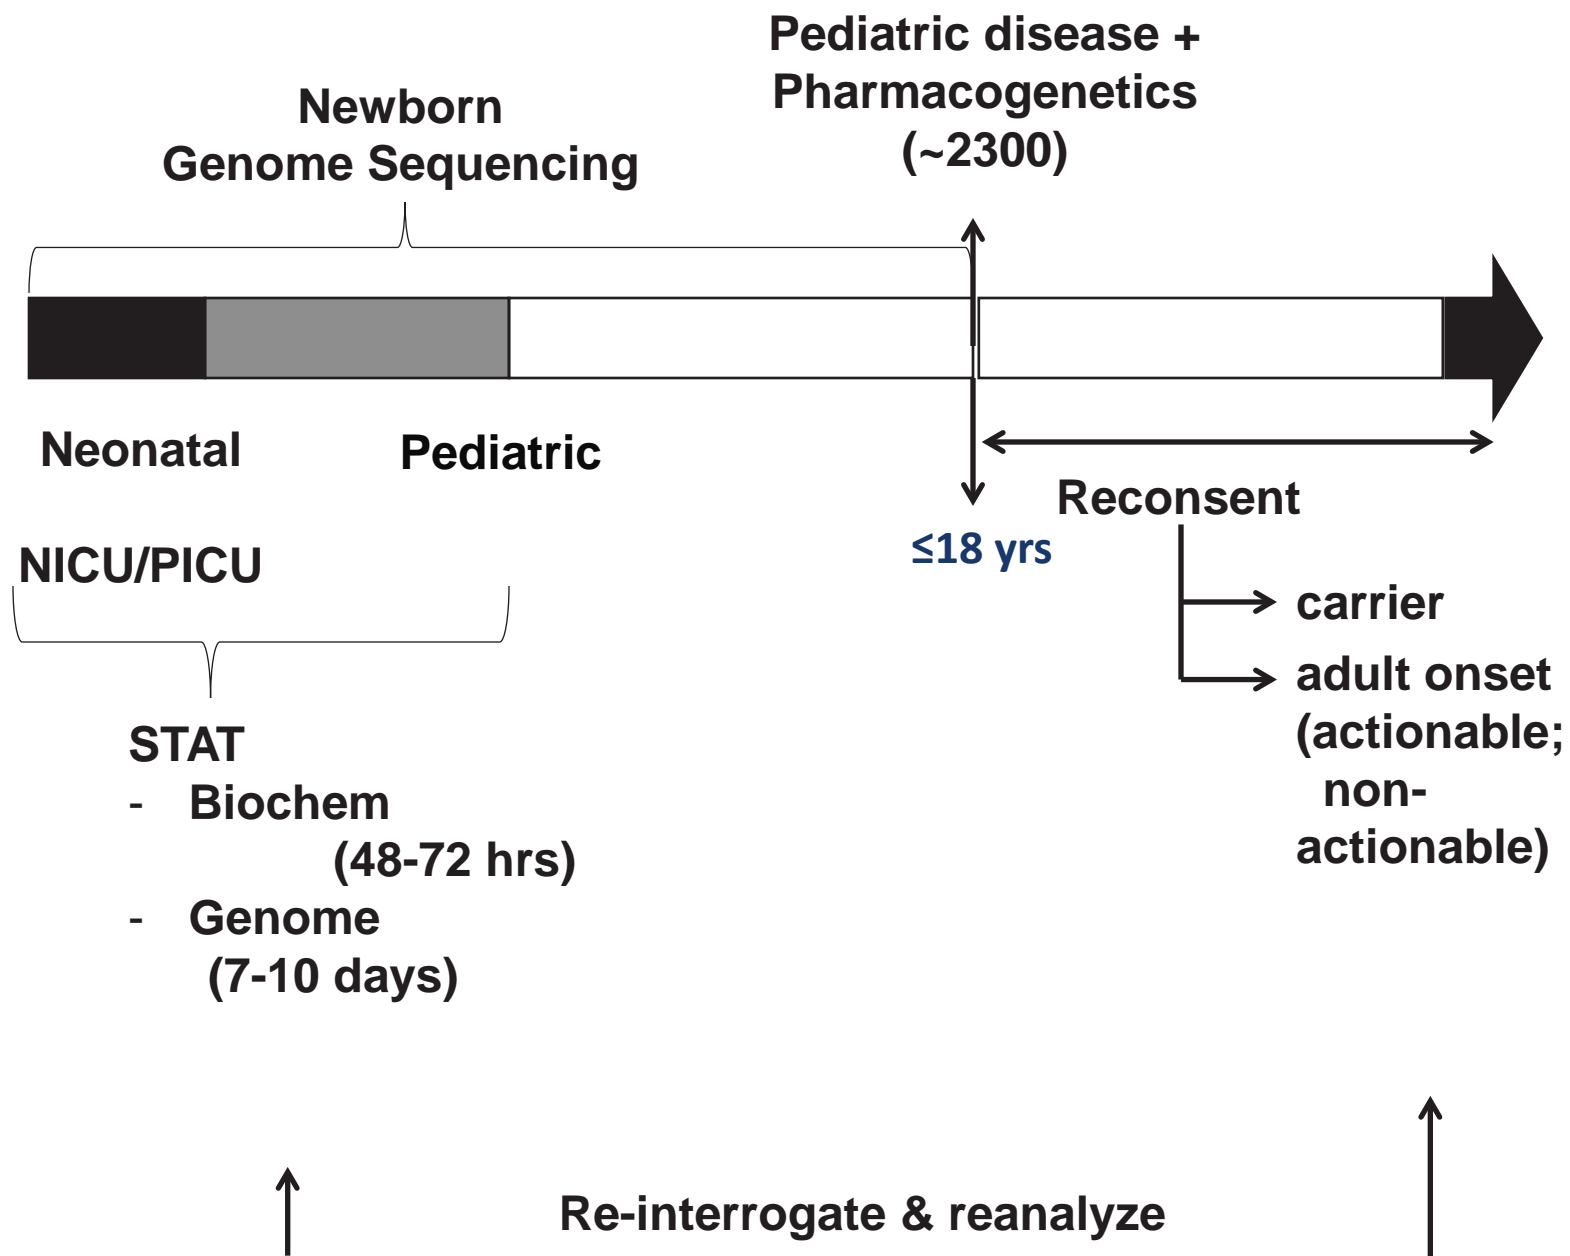 Pediatric disease +
Pharmacogenetics
(~2300)
Newborn
Genome Sequencing
Neonatal
Pediatric
≤18 yrs
Reconsent
carrier
adult onset
(actionable;
non-
actionable)
NICU/PICU
STAT
- Biochem
(48-72 hrs)
- Genome
(7-10 days)
Re-interrogate & reanalyze